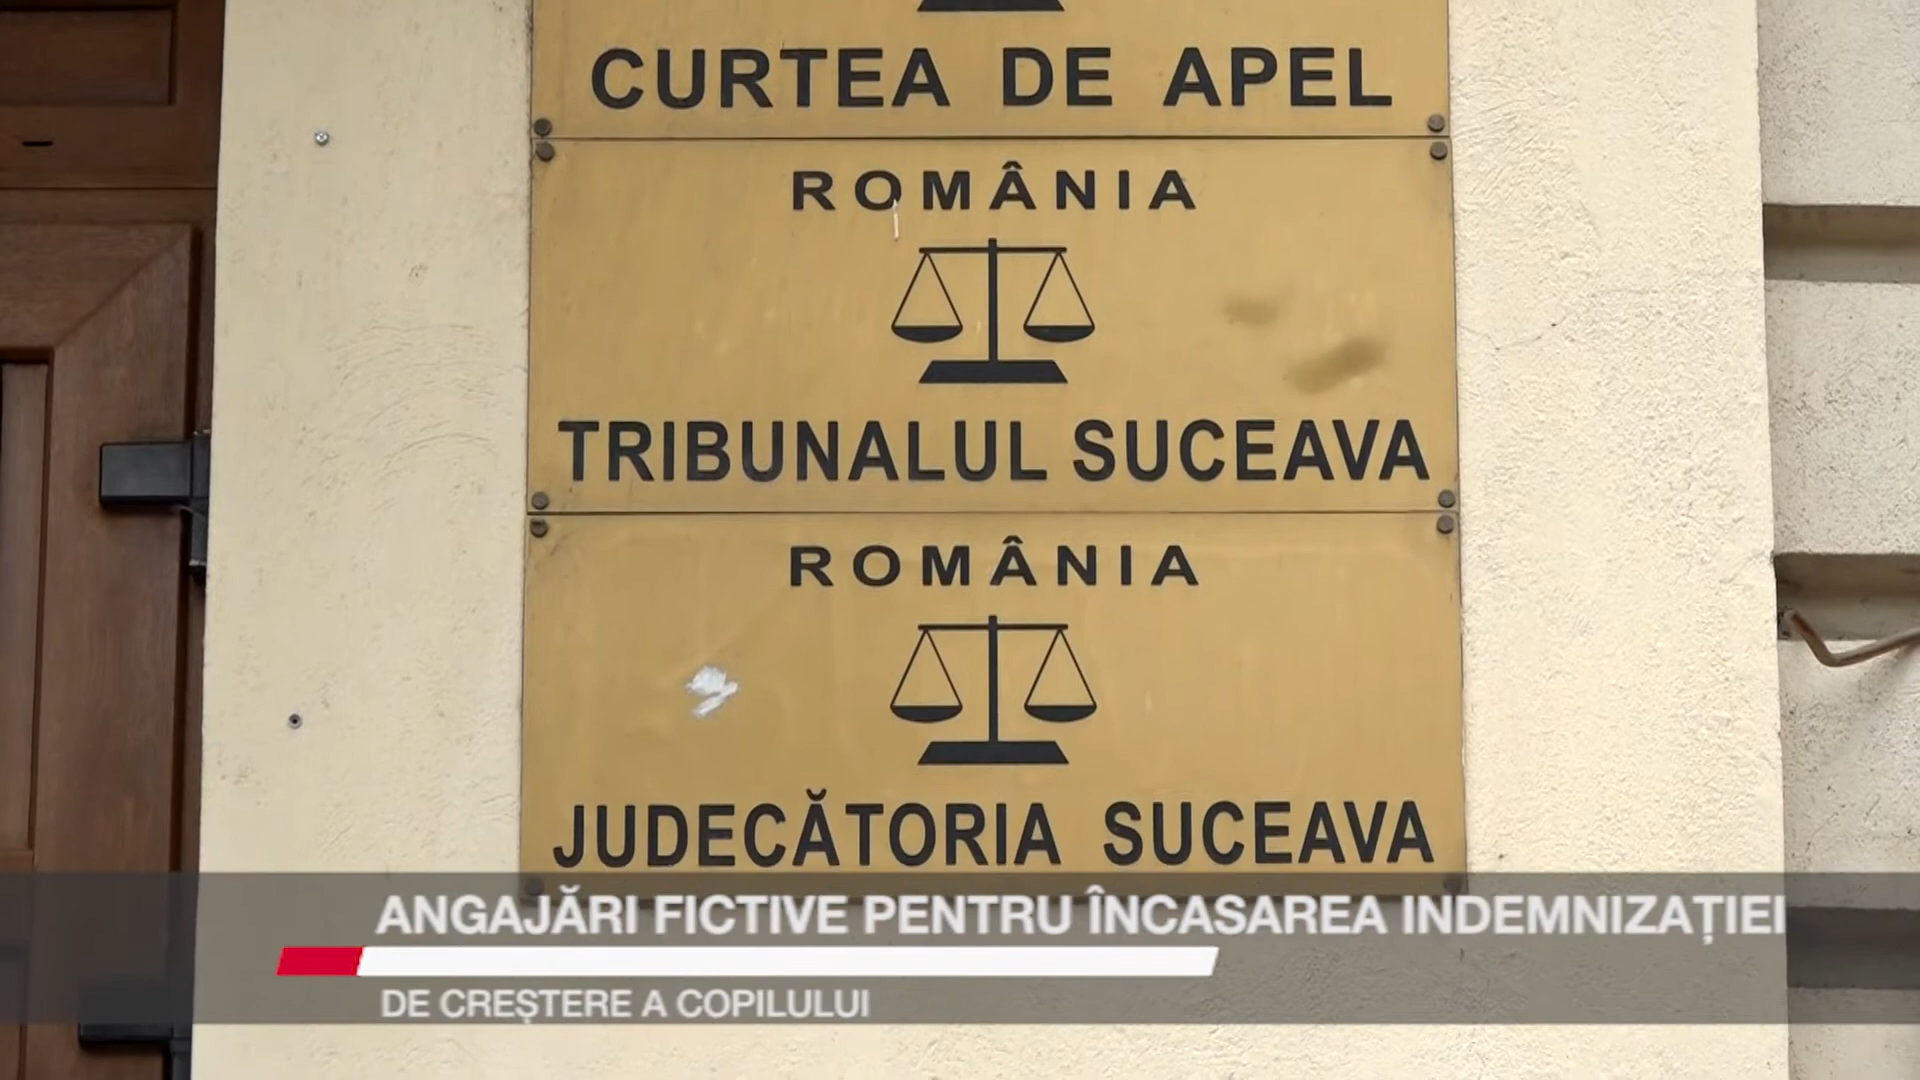 CURTEA DE APEL
ROMÂNIA
TRIBUNALUL SUCEAVA
ROMÂNIA
JUDECĂTORIA SUCEAVA
ANGAJĂRI FICTIVE PENTRU ÎNCASAREA INDEMNIZAȚIEI
DE CREȘTERE A COPILULUI